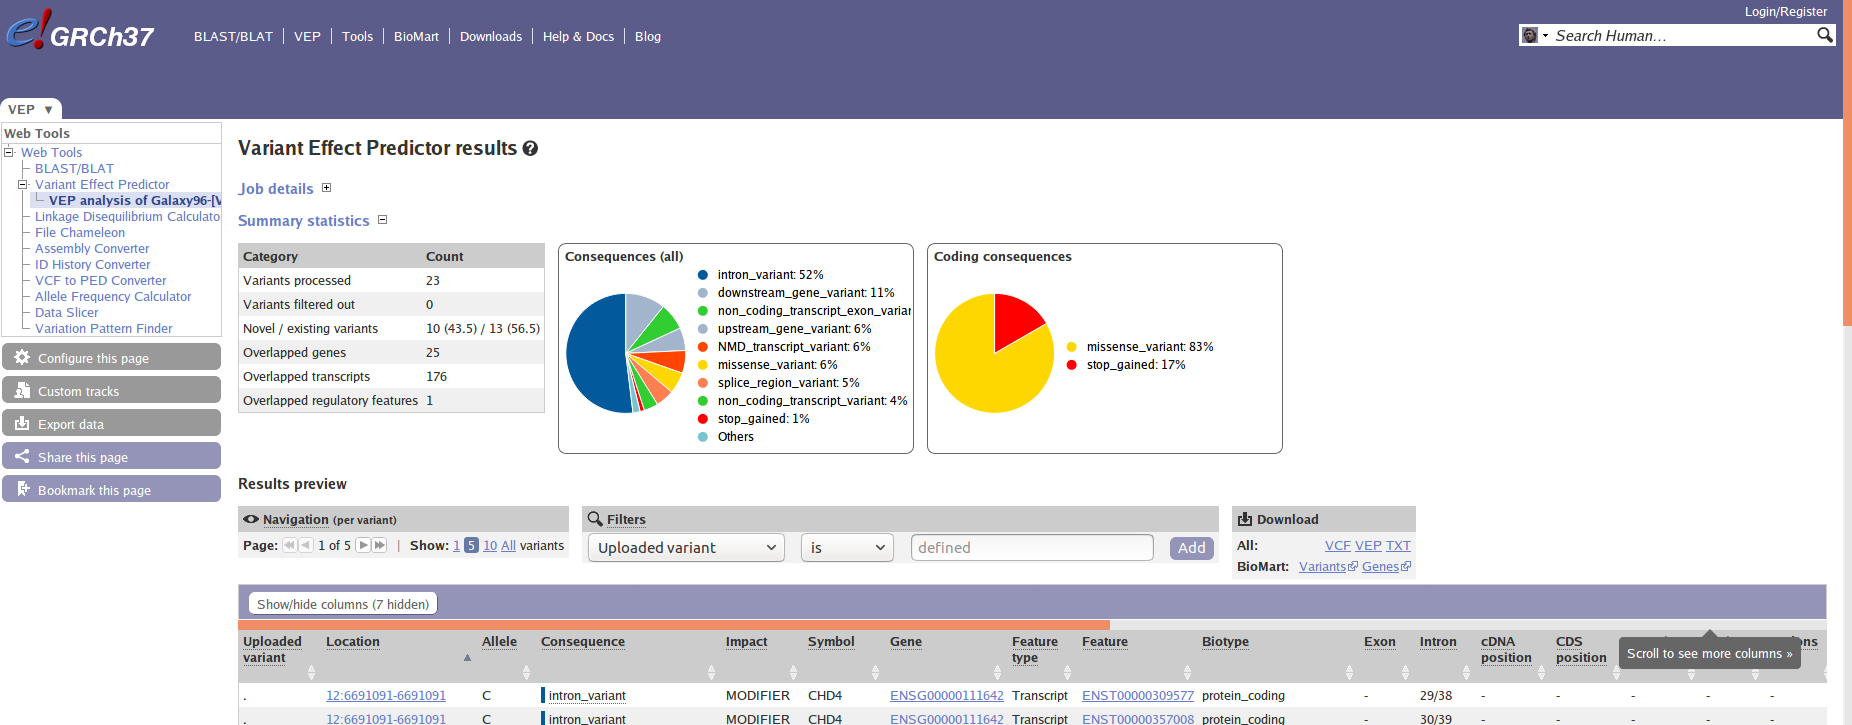 Login/Register
e! GRCh37
BLAST/BLAT VEP Tools BioMart Downloads Help & Docs Blog
Search Human...
VEP ▼
Web Tools
Web Tools
BLAST/BLAT
Variant Effect Predictor
VEP analysis of Galaxy96-[V
Linkage Disequilibrium Calculato
File Chameleon
Assembly Converter
ID History Converter
VCF to PED Converter
Allele Frequency Calculator
Data Slicer
Variation Pattern Finder
Configure this page
Custom tracks
Export data
Share this page
Bookmark this page
Variant Effect Predictor results ?
Job details
Summary statistics
Category Count
Variants processed 23
Variants filtered out 0
Novel / existing variants 10 (43.5) / 13 (56.5)
Overlapped genes 25
Overlapped transcripts 176
Overlapped regulatory features 1
Consequences (all)
intron_variant: 52%
downstream_gene_variant: 11%
non_coding_transcript_exon_varian
upstream_gene_variant: 6%
NMD_transcript_variant: 6%
missense_variant: 6%
splice_region_variant: 5%
non_coding_transcript_variant: 4%
stop_gained: 1%
Others
Coding consequences
missense_variant: 83%
stop_gained: 17%
Results preview
Navigation (per variant)
Page: 1 of 5 | Show: 1 5 10 All variants
Filters
Uploaded variant is defined Add
Download
All: VCF VEP TXT
BioMart: Variants Genes
Show/hide columns (7 hidden)
Uploaded variant Location Allele Consequence Impact Symbol Gene Feature type Feature Biotype Exon Intron cDNA position CDS position
Scroll to see more columns »
. 12:6691091-6691091 C intron_variant MODIFIER CHD4 ENSG00000111642 Transcript ENST00000309577 protein_coding - 29/38 - - - - -
. 12:6691091-6691091 C intron_variant MODIFIER CHD4 ENSG00000111642 Transcript ENST00000357008 protein_coding - 30/39 - - - - -